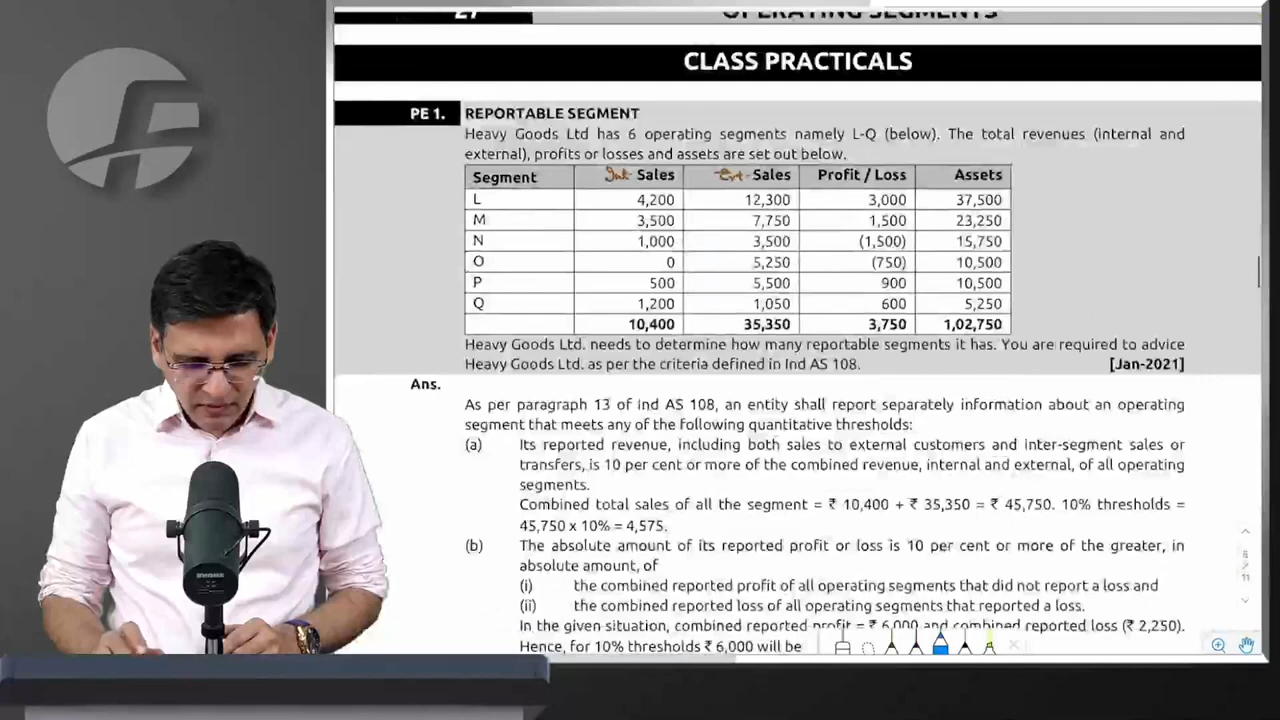 27 OPERATING SEGMENTS
CLASS PRACTICALS
PE 1. REPORTABLE SEGMENT
Heavy Goods Ltd has 6 operating segments namely L-Q (below). The total revenues (internal and
external), profits or losses and assets are set out below.
Segment Int Sales Ext Sales Profit / Loss Assets
L 4,200 12,300 3,000 37,500
M 3,500 7,750 1,500 23,250
N 1,000 3,500 (1,500) 15,750
O 0 5,250 (750) 10,500
P 500 5,500 900 10,500
Q 1,200 1,050 600 5,250
10,400 35,350 3,750 1,02,750
Heavy Goods Ltd. needs to determine how many reportable segments it has. You are required to advice
Heavy Goods Ltd. as per the criteria defined in Ind AS 108. [Jan-2021]
Ans.
As per paragraph 13 of Ind AS 108, an entity shall report separately information about an operating
segment that meets any of the following quantitative thresholds:
(a) Its reported revenue, including both sales to external customers and inter-segment sales or
transfers, is 10 per cent or more of the combined revenue, internal and external, of all operating
segments.
Combined total sales of all the segment = ₹ 10,400 + ₹ 35,350 = ₹ 45,750. 10% thresholds =
45,750 x 10% = 4,575.
(b) The absolute amount of its reported profit or loss is 10 per cent or more of the greater, in
absolute amount, of
(i) the combined reported profit of all operating segments that did not report a loss and
(ii) the combined reported loss of all operating segments that reported a loss.
In the given situation, combined reported profit = ₹ 6,000 and combined reported loss (₹ 2,250).
Hence, for 10% thresholds ₹ 6,000 will be